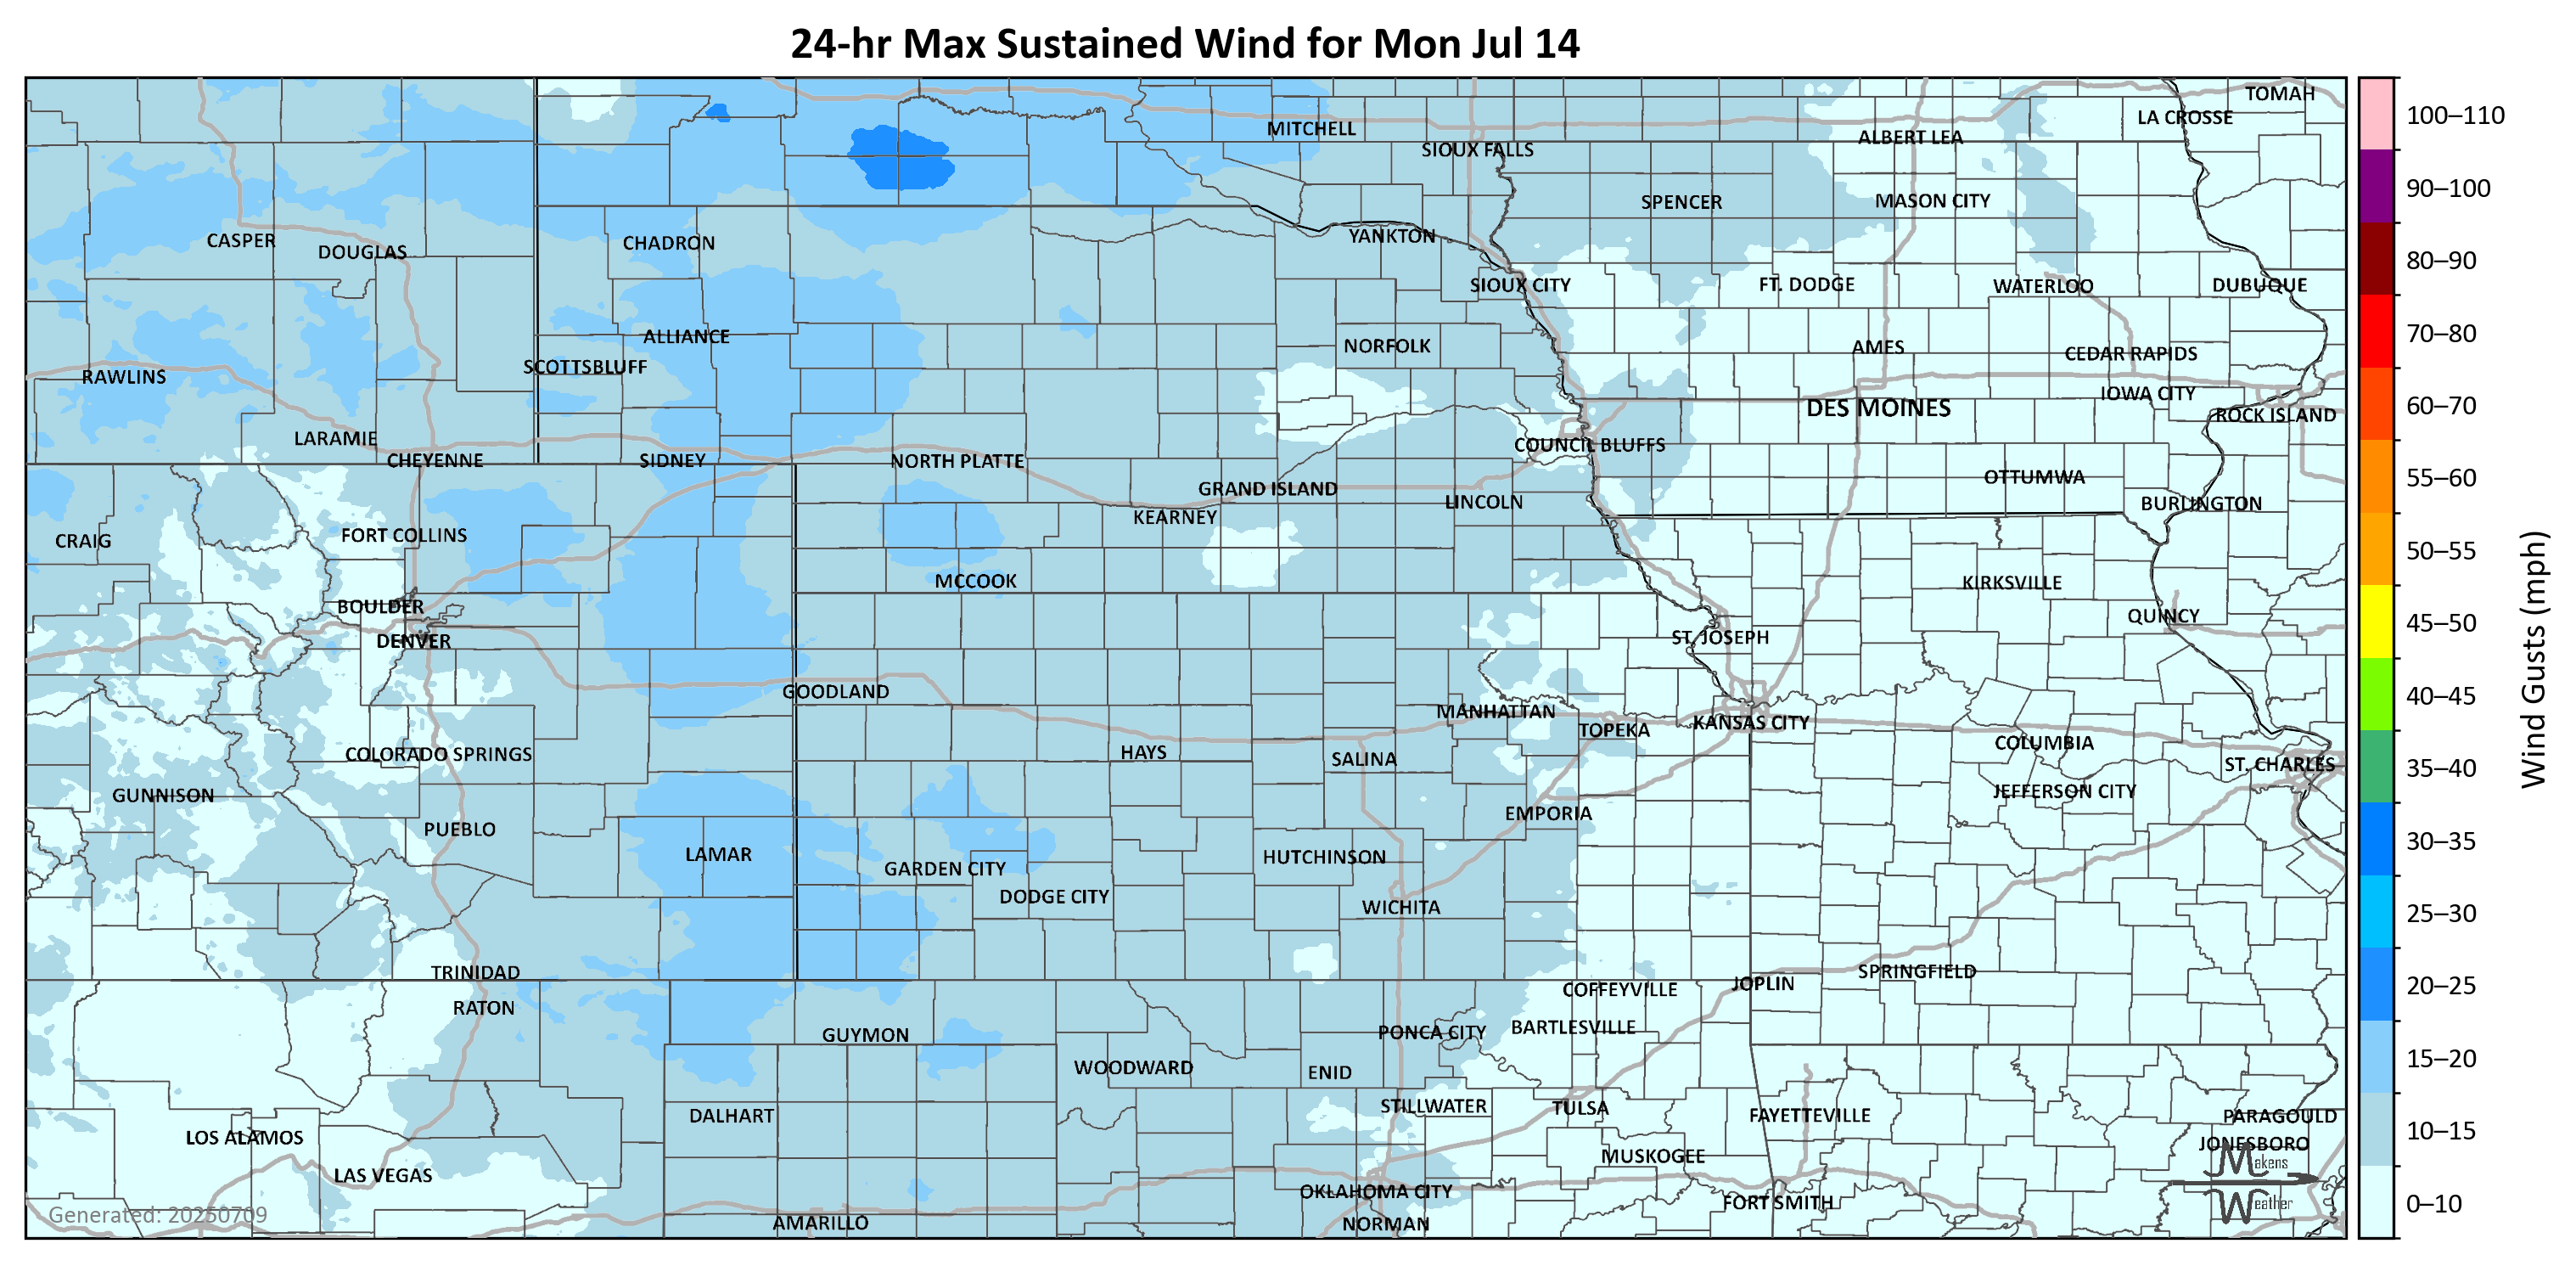 24-hr Max Sustained Wind for Mon Jul 14
TOMAH
LA CROSSE
MITCHELL
ALBERT LEA
SIOUX FALLS
SPENCER
MASON CITY
CASPER
DOUGLAS
CHADRON
YANKTON
SIOUX CITY
FT. DODGE
WATERLOO
DUBUQUE
ALLIANCE
NORFOLK
AMES
CEDAR RAPIDS
SCOTTSBLUFF
RAWLINS
IOWA CITY
DES MOINES
ROCK ISLAND
LARAMIE
COUNCIL BLUFFS
CHEYENNE
SIDNEY
NORTH PLATTE
OTTUMWA
GRAND ISLAND
LINCOLN
BURLINGTON
KEARNEY
CRAIG
FORT COLLINS
MCCOOK
KIRKSVILLE
BOULDER
QUINCY
DENVER
ST. JOSEPH
GOODLAND
MANHATTAN
TOPEKA
KANSAS CITY
COLORADO SPRINGS
HAYS
SALINA
COLUMBIA
ST. CHARLES
GUNNISON
JEFFERSON CITY
PUEBLO
EMPORIA
LAMAR
GARDEN CITY
HUTCHINSON
DODGE CITY
WICHITA
TRINIDAD
SPRINGFIELD
JOPLIN
COFFEYVILLE
RATON
GUYMON
PONCA CITY
BARTLESVILLE
WOODWARD
ENID
DALHART
STILLWATER
TULSA
FAYETTEVILLE
PARAGOULD
LOS ALAMOS
JONESBORO
LAS VEGAS
MUSKOGEE
OKLAHOMA CITY
FORT SMITH
AMARILLO
NORMAN
Generated: 20250709
Makens
Weather
100–110
90–100
80–90
70–80
60–70
55–60
50–55
45–50
40–45
35–40
30–35
25–30
20–25
15–20
10–15
0–10
Wind Gusts (mph)